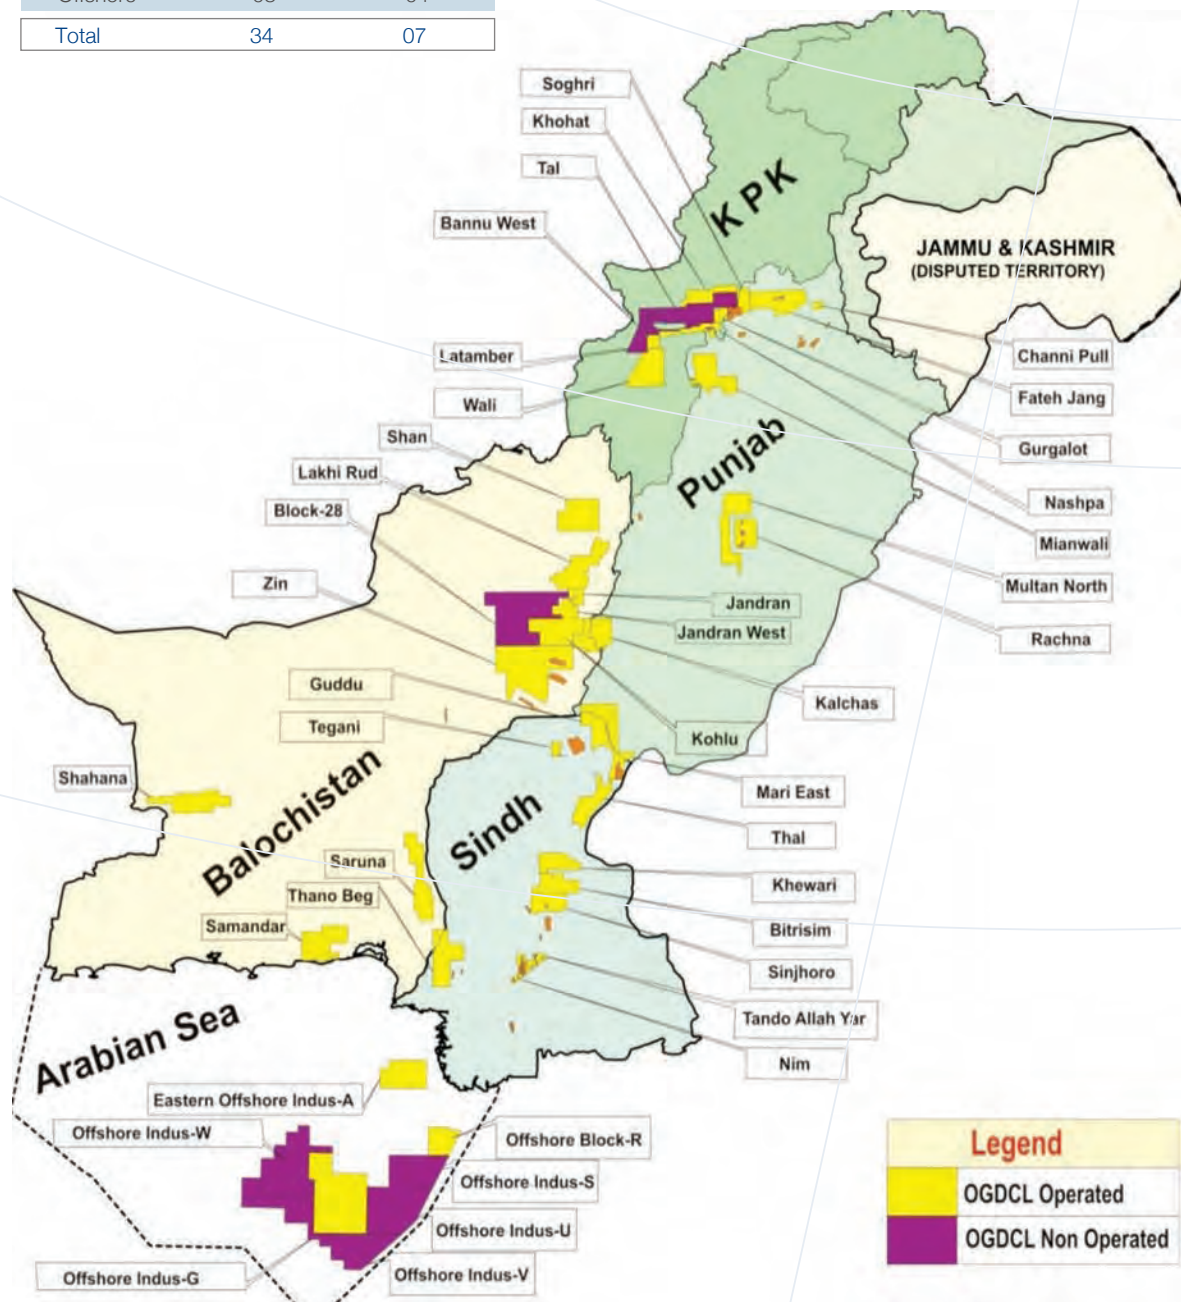 Total 34 07
Soghri
Khohat
Tal
Bannu West
KPK
JAMMU & KASHMIR
(DISPUTED TERRITORY)
Latamber
Wali
Channi Pull
Fateh Jang
Gurgalot
Nashpa
Mianwali
Multan North
Rachna
Punjab
Shan
Lakhi Rud
Block-28
Zin
Jandran
Jandran West
Kalchas
Kohlu
Guddu
Tegani
Shahana
Balochistan
Sindh
Mari East
Thal
Saruna
Thano Beg
Samandar
Khewari
Bitrisim
Sinjhoro
Tando Allah Yar
Nim
Arabian Sea
Eastern Offshore Indus-A
Offshore Indus-W
Offshore Block-R
Offshore Indus-S
Offshore Indus-U
Offshore Indus-V
Offshore Indus-G
Legend
OGDCL Operated
OGDCL Non Operated